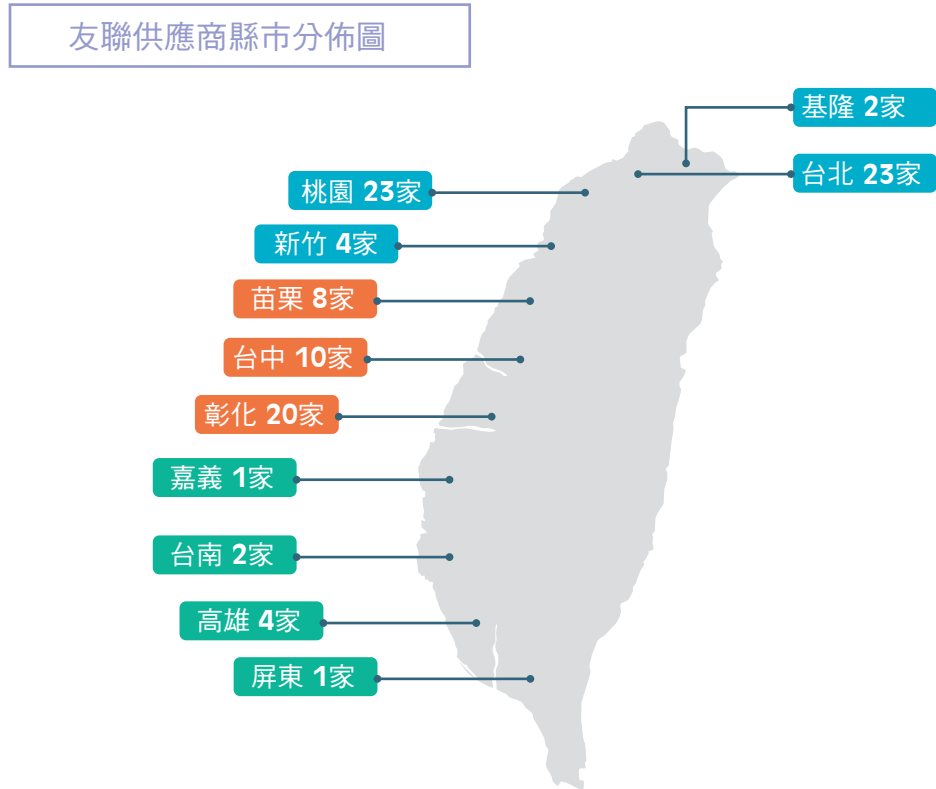 友聯供應商縣市分佈圖
基隆 2家
台北 23家
桃園 23家
新竹 4家
苗栗 8家
台中 10家
彰化 20家
嘉義 1家
台南 2家
高雄 4家
屏東 1家